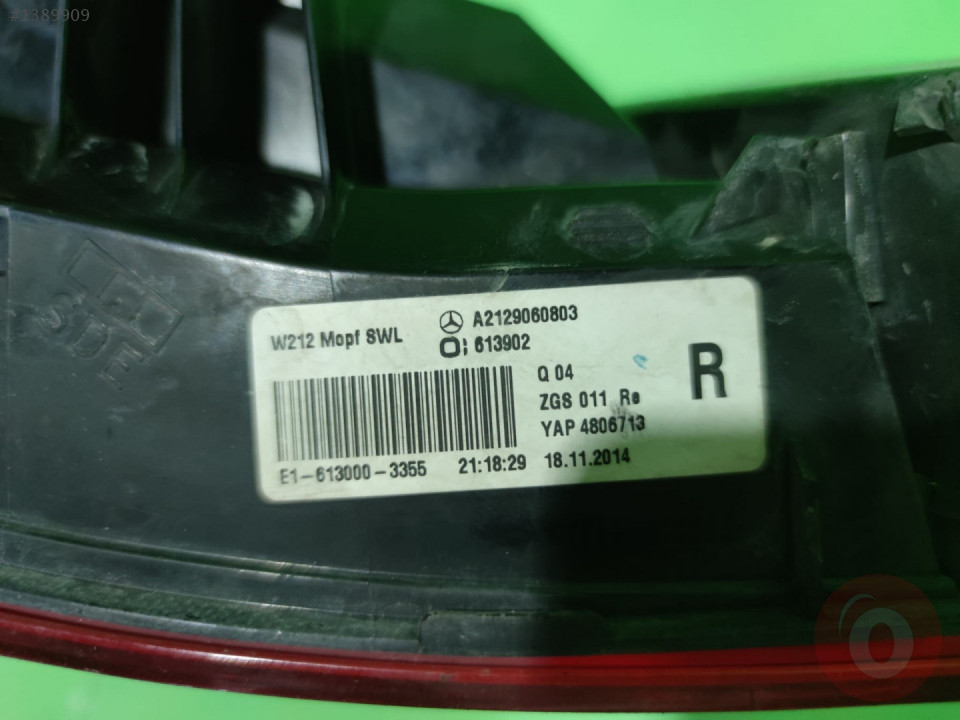 #1389909
SDE
W212 Mopf SWL
A2129060803
O; 613902
Q 04
ZGS 011 Re
YAP 4806713
R
E1-613000-3355 21:18:29 18.11.2014